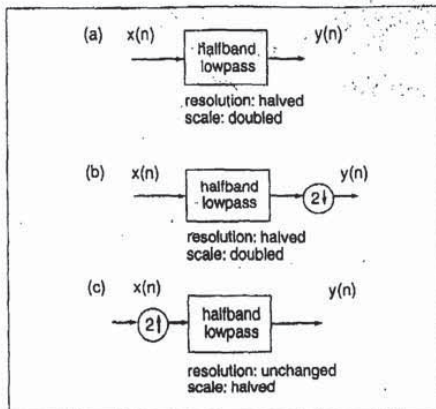 (a) x(n) y(n)
halfband
lowpass
resolution: halved
scale: doubled
(b) x(n) y(n)
halfband
lowpass
2↓
resolution: halved
scale: doubled
(c) x(n) y(n)
2↑
halfband
lowpass
resolution: unchanged
scale: halved